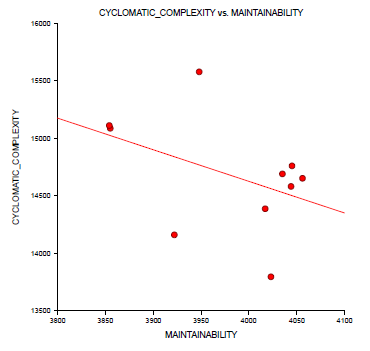 CYCLOMATIC_COMPLEXITY vs. MAINTAINABILITY
16000
15500
15000
14500
14000
13500
CYCLOMATIC_COMPLEXITY
3800 3850 3900 3950 4000 4050 4100
MAINTAINABILITY